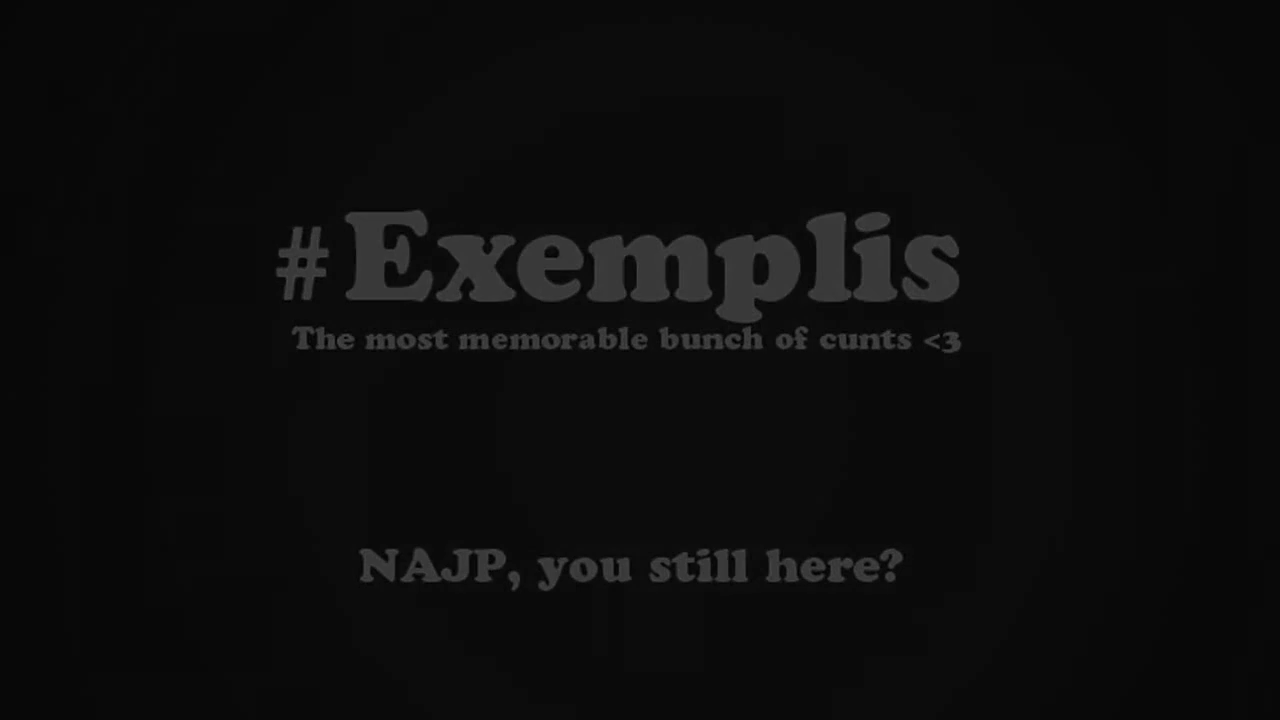 #Exemplis
The most memorable bunch of cunts <3
NAJP, you still here?